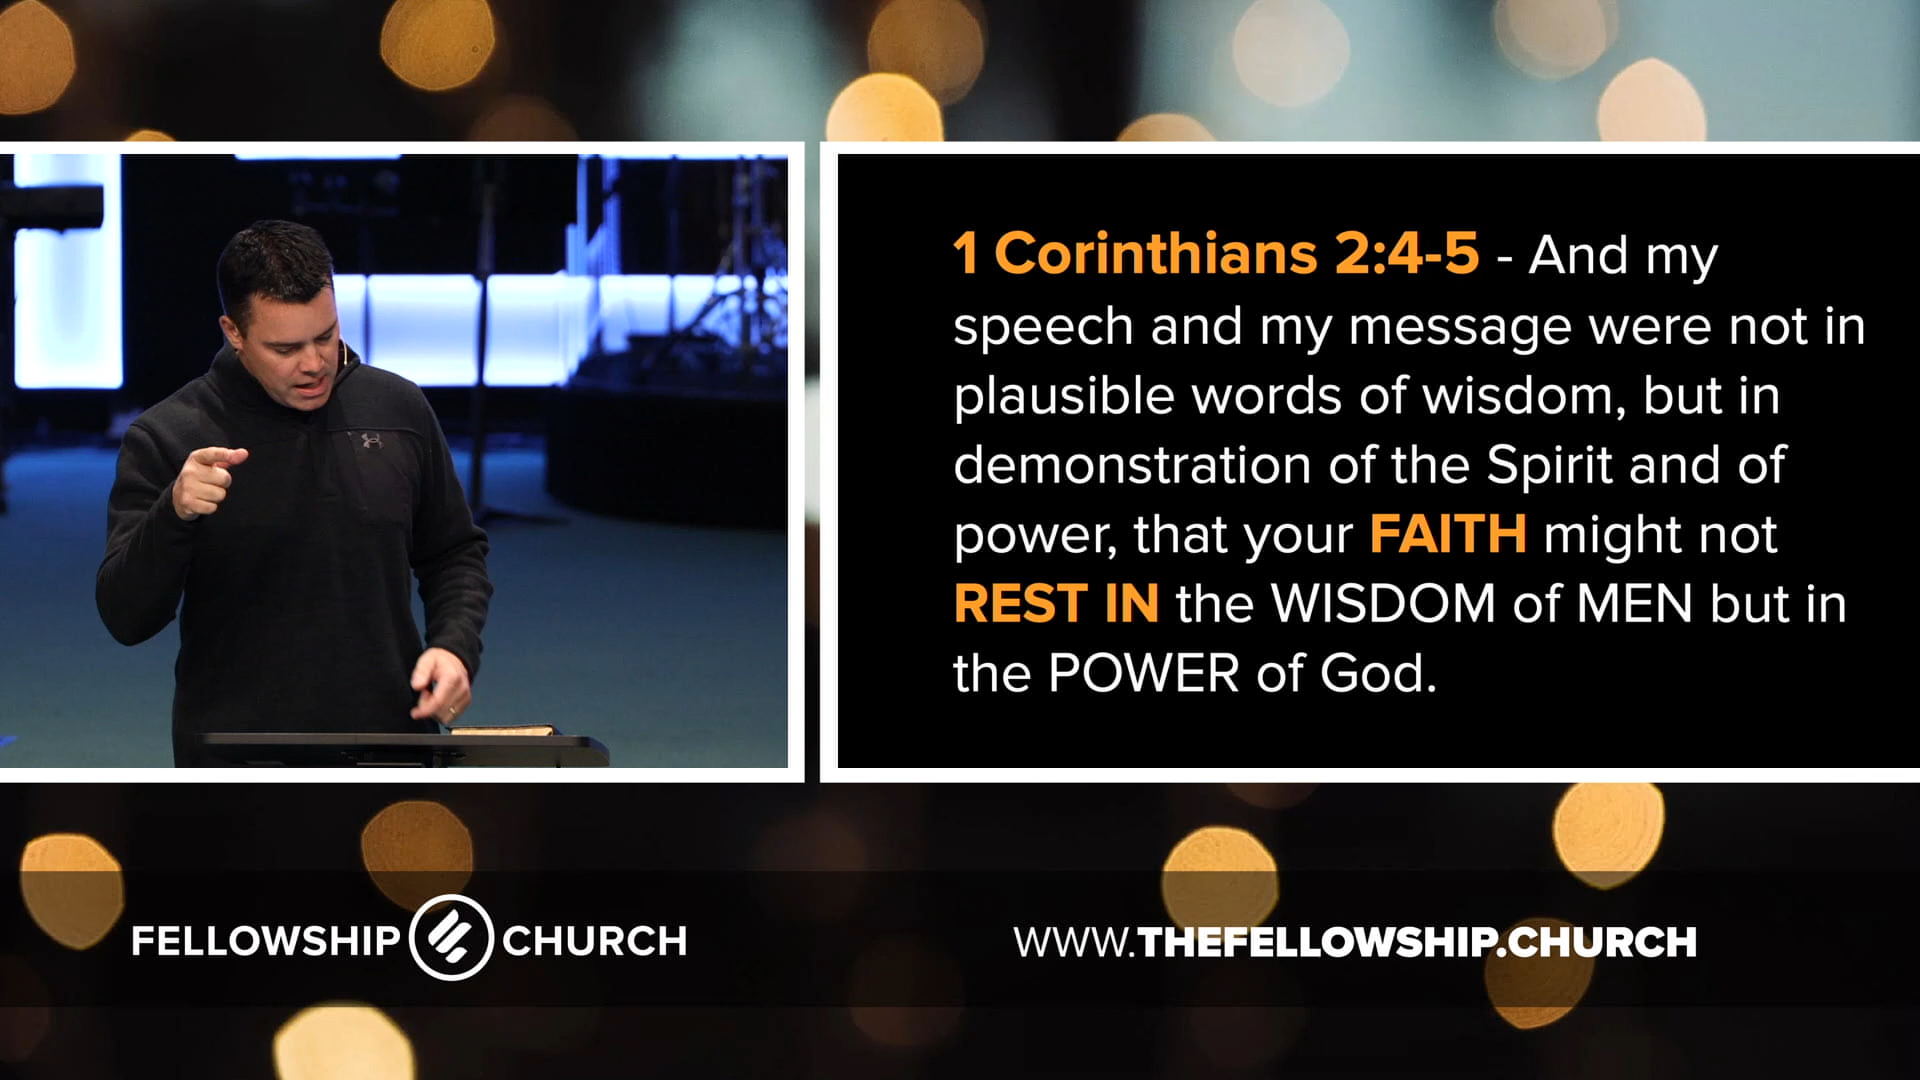 1 Corinthians 2:4-5 - And my
speech and my message were not in
plausible words of wisdom, but in
demonstration of the Spirit and of
power, that your FAITH might not
REST IN the WISDOM of MEN but in
the POWER of God.
FELLOWSHIP CHURCH
WWW.THEFELLOWSHIP.CHURCH